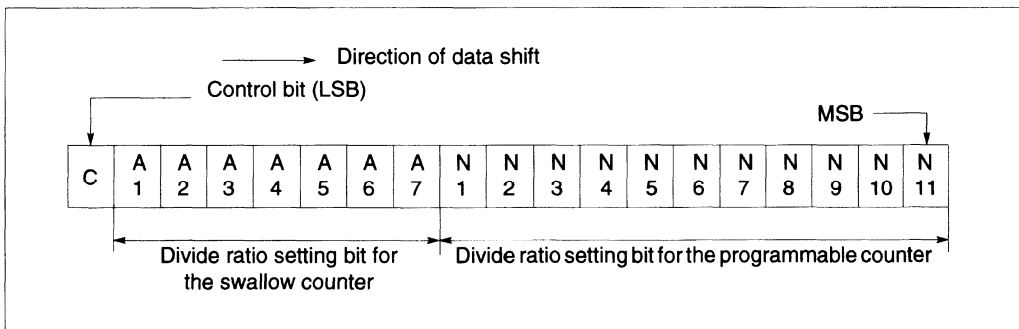 Direction of data shift
Control bit (LSB)
MSB
C A A A A A A A N N N N N N N N N N N
1 2 3 4 5 6 7 1 2 3 4 5 6 7 8 9 10 11
Divide ratio setting bit for Divide ratio setting bit for the programmable counter
the swallow counter